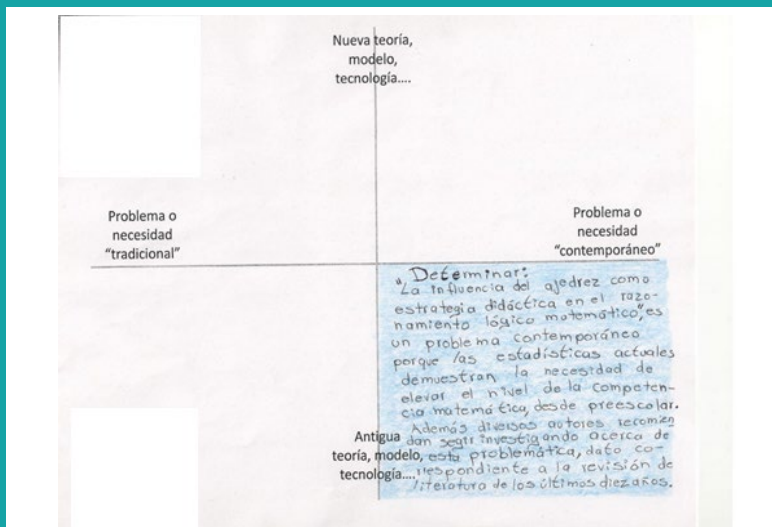 Nueva teoría,
modelo,
tecnología....
Problema o
necesidad
“tradicional”
Problema o
necesidad
“contemporáneo”
"Determinar:
La influencia del ajedrez como
estrategia didáctica en el razo-
namiento lógico matemático", es
un problema contemporáneo
porque las estadísticas actuales
demuestran la necesidad de
elevar el nivel de la competen-
cia matemática, desde preescolar.
Además diversos autores recomien
dan segir investigando acerca de
esta problemática, dato co-
rrespondiente a la revisión de
literatura de los últimos diez años.
Antigua
teoría, modelo,
tecnología....